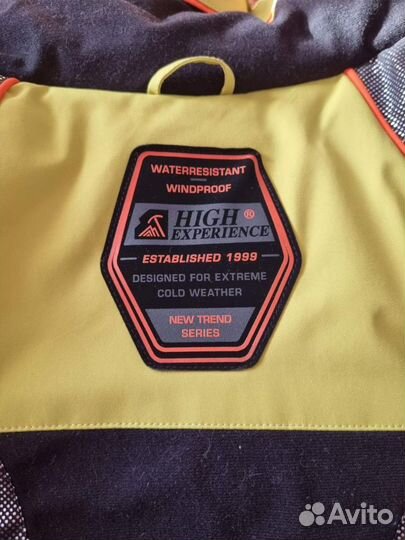 WATERRESISTANT
WINDPROOF
HIGH ®
EXPERIENCE
ESTABLISHED 1999
DESIGNED FOR EXTREME
COLD WEATHER
NEW TREND
SERIES
Avito